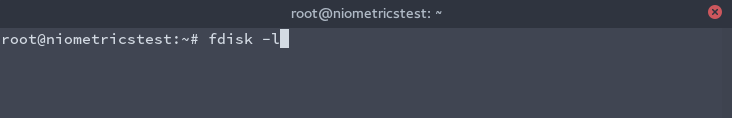 root@niometricstest: ~
root@niometricstest:~# fdisk -l